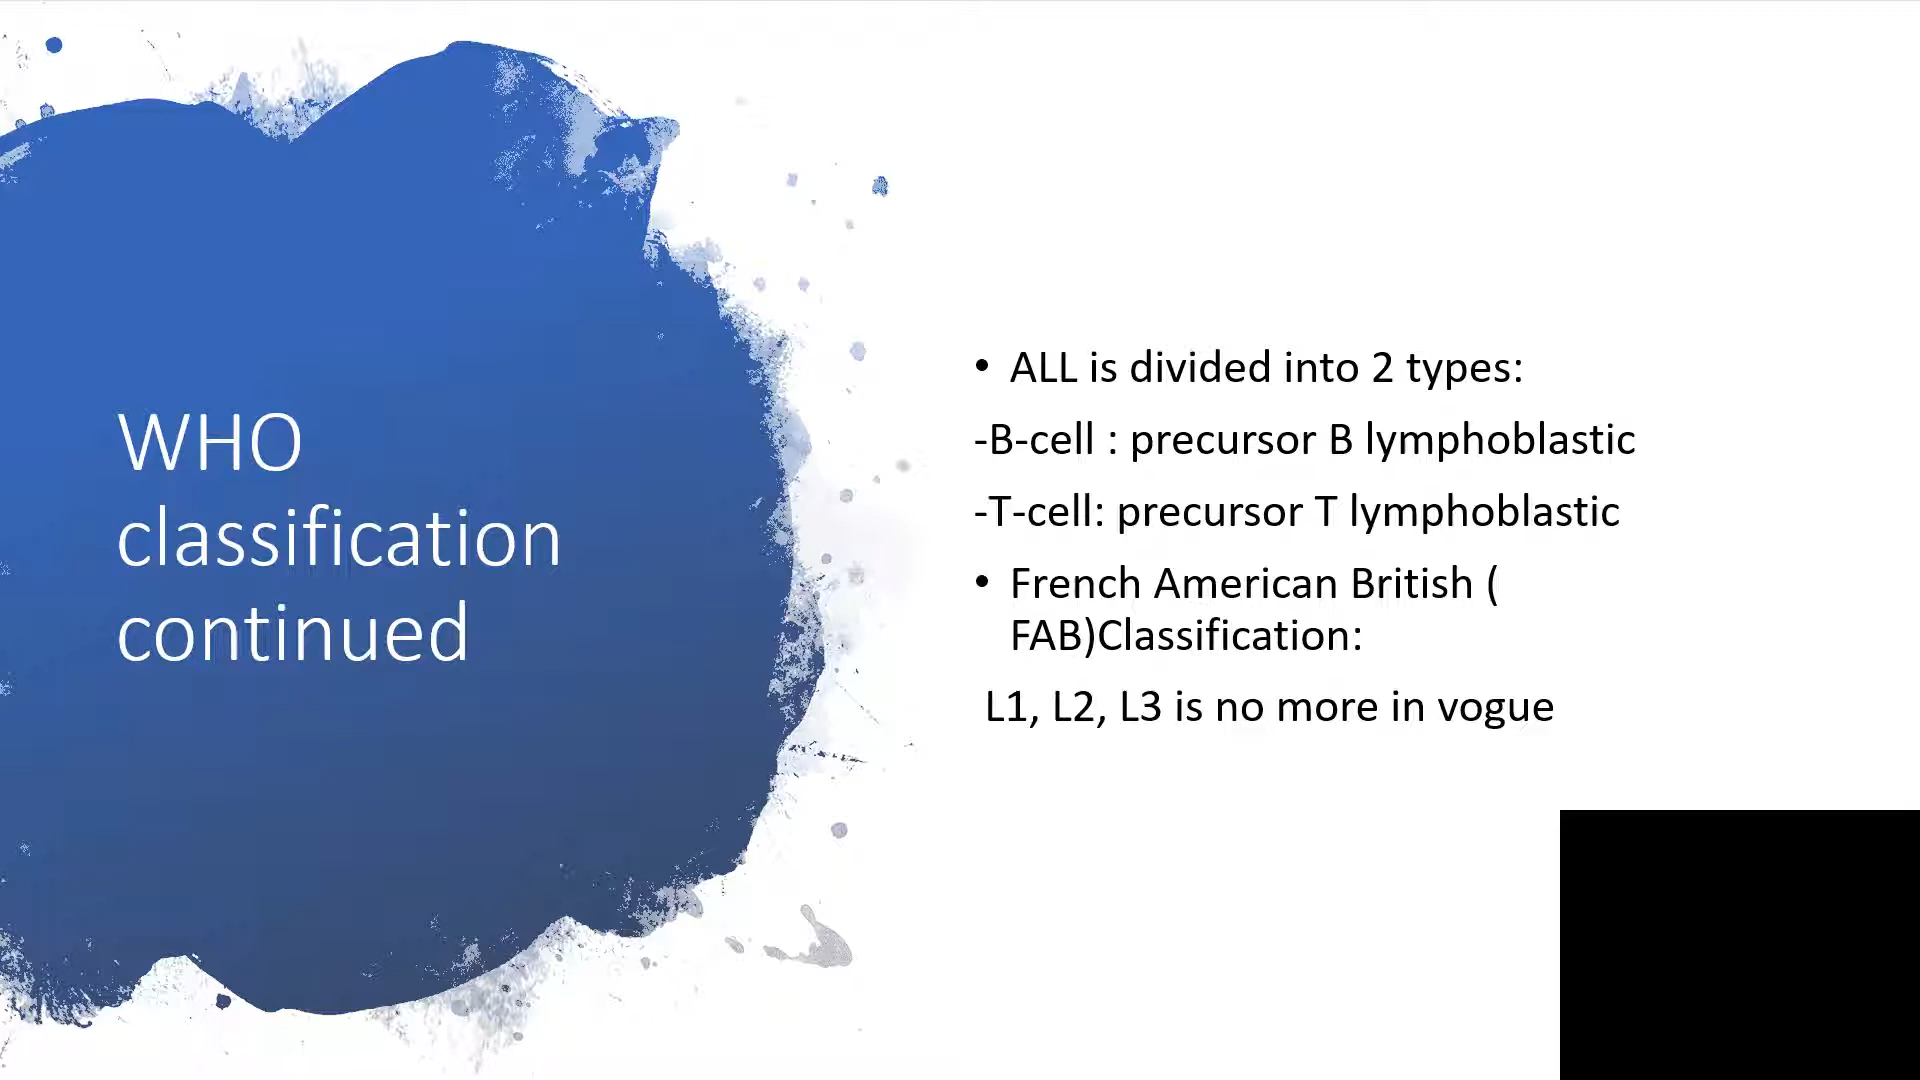 WHO
classification
continued
• ALL is divided into 2 types:
-B-cell : precursor B lymphoblastic
-T-cell: precursor T lymphoblastic
• French American British (
FAB)Classification:
L1, L2, L3 is no more in vogue